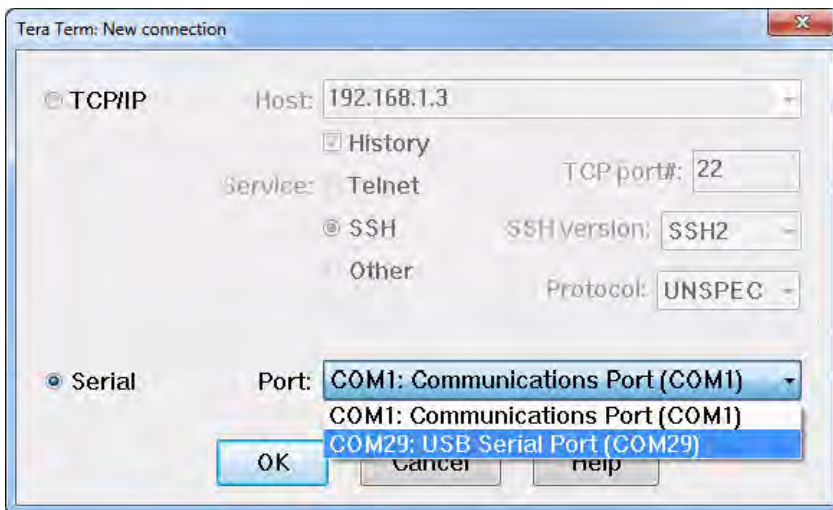 Tera Term: New connection
TCP/IP Host: 192.168.1.3
History
Service: Telnet TCP port#: 22
SSH SSH version: SSH2
Other Protocol: UNSPEC
Serial Port: COM1: Communications Port (COM1)
COM1: Communications Port (COM1)
COM29: USB Serial Port (COM29)
OK Cancel Help